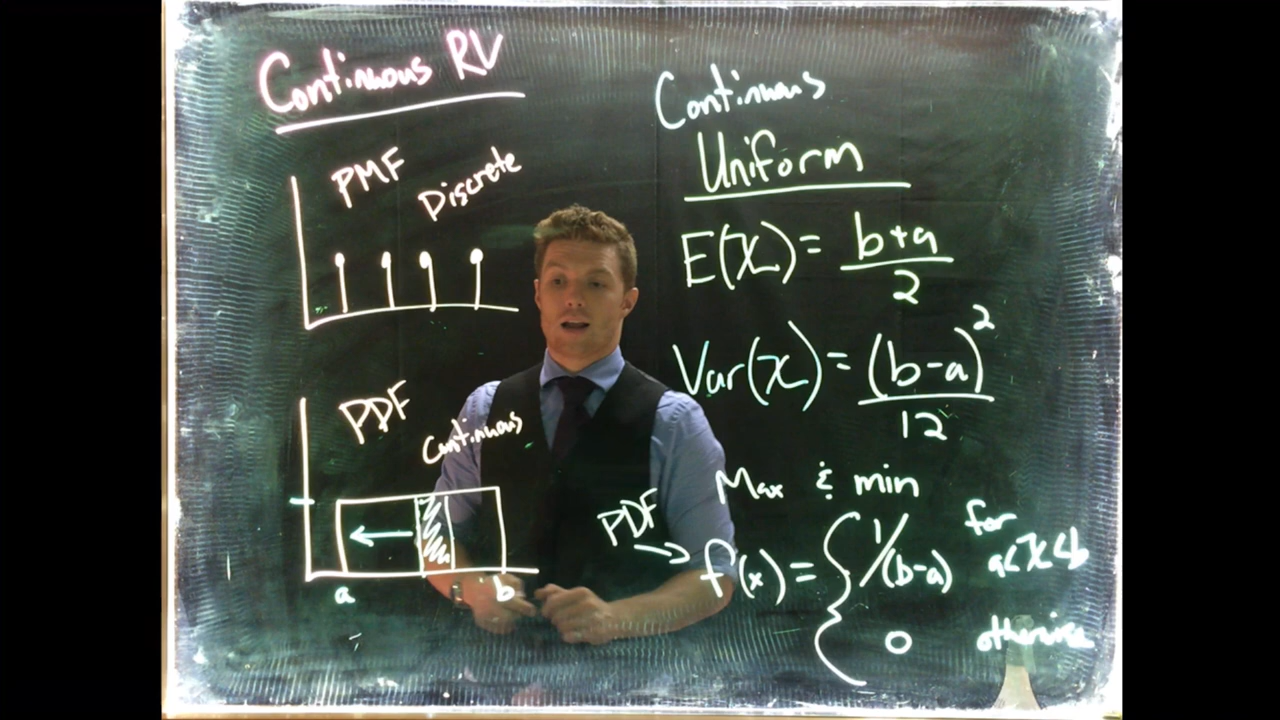 Continuous RV
PMF
Discrete
PDF
Continuous
a
b
Continuous
Uniform
E(X) = b+a / 2
Var(X) = (b-a)² / 12
Max & min
PDF → f(x) = { 1/(b-a) for a<X<b
0 otherwise